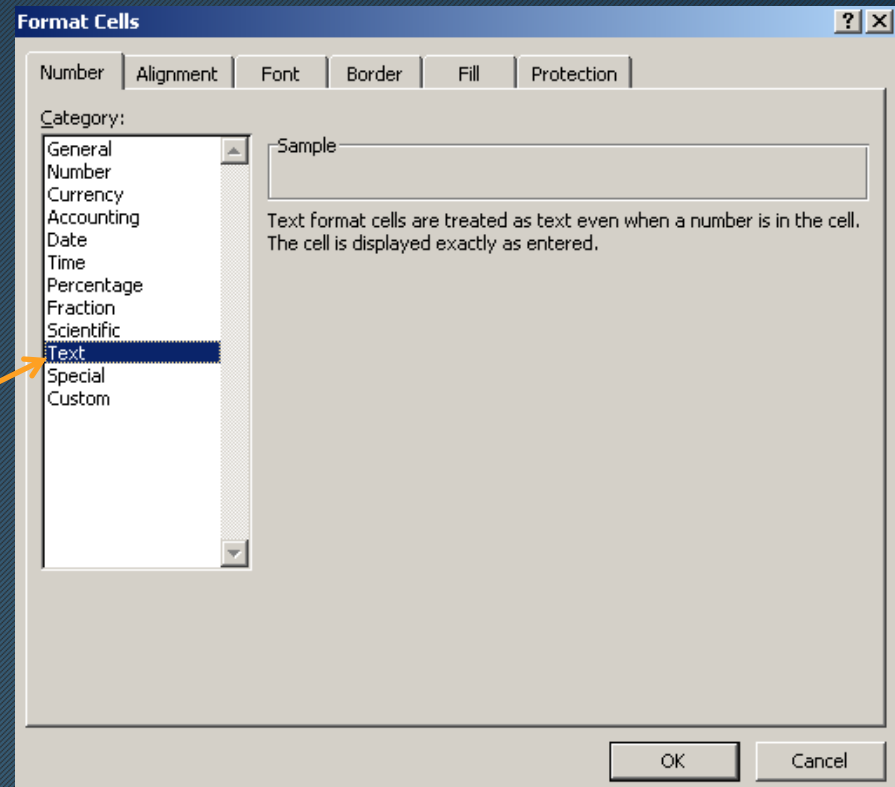 Format Cells
Number Alignment Font Border Fill Protection
Category:
General
Number
Currency
Accounting
Date
Time
Percentage
Fraction
Scientific
Text
Special
Custom
Sample
Text format cells are treated as text even when a number is in the cell.
The cell is displayed exactly as entered.
OK Cancel